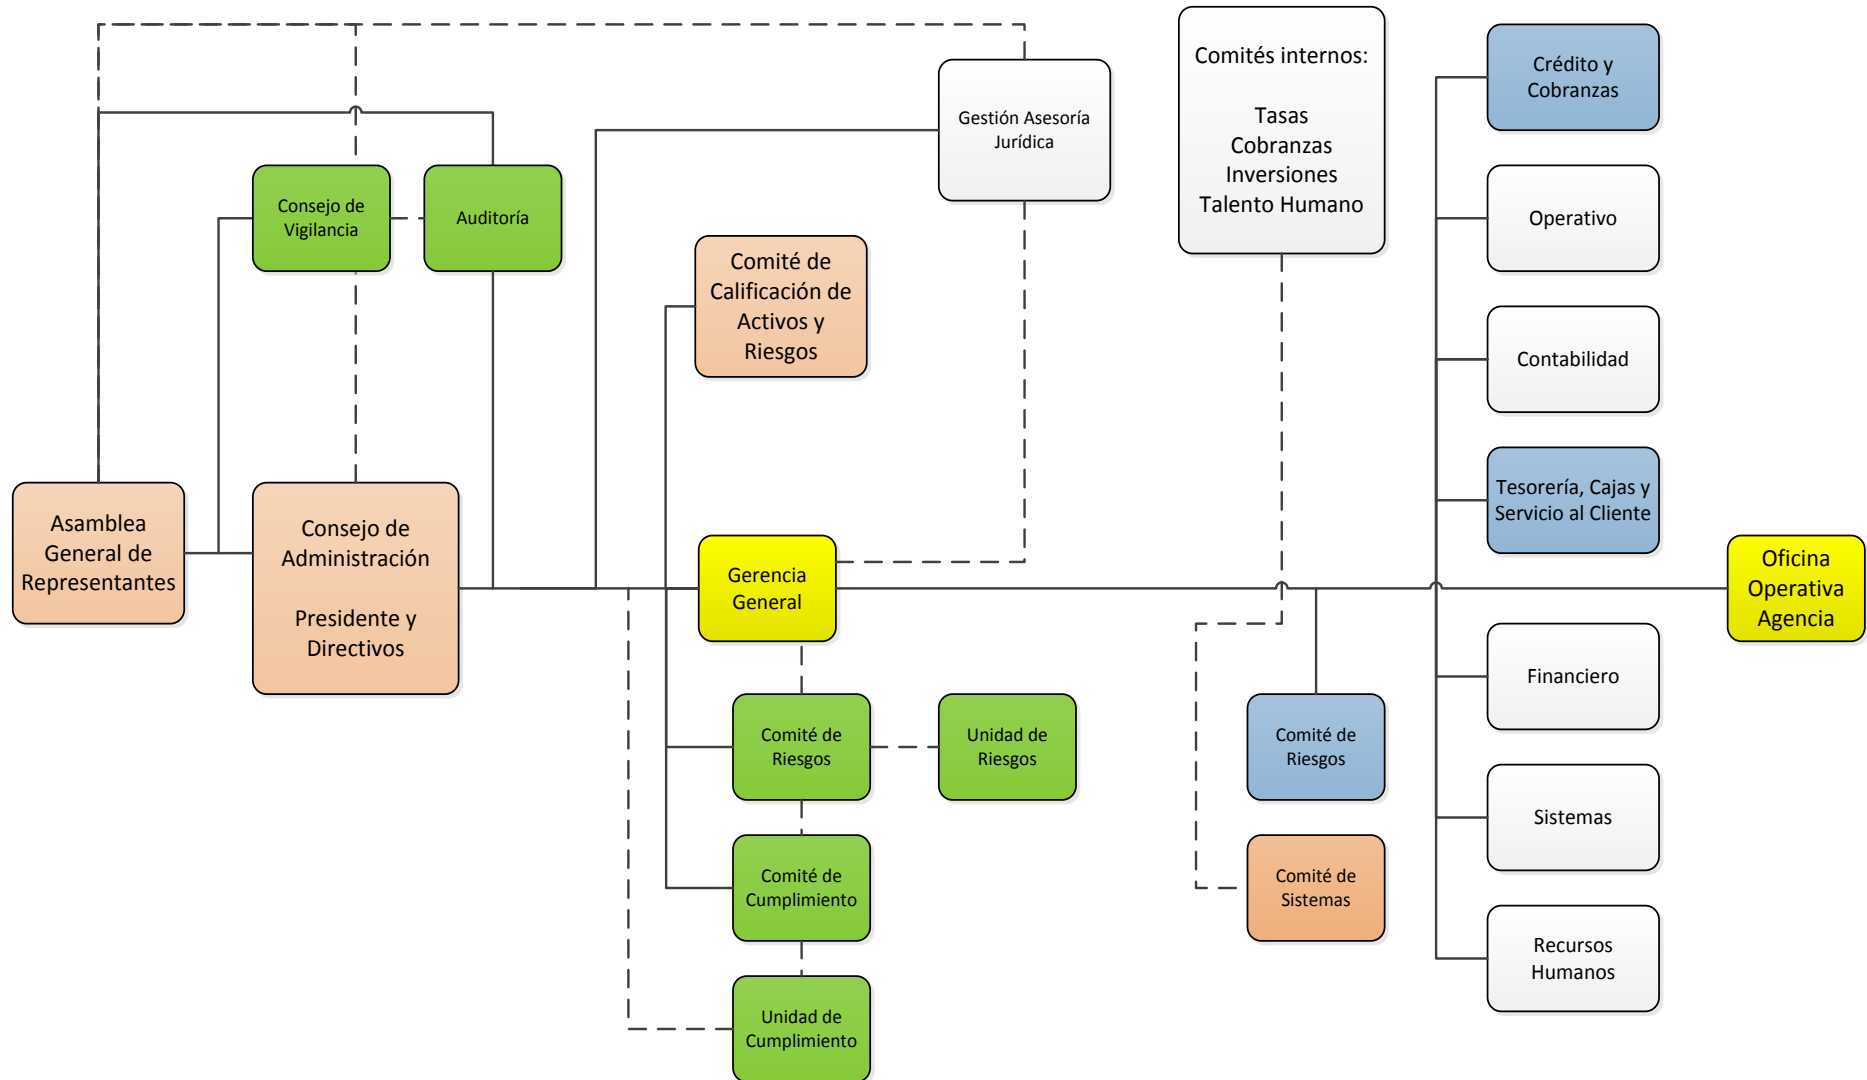 Comités internos:
Tasas
Cobranzas
Inversiones
Talento Humano
Crédito y
Cobranzas
Gestión Asesoría
Jurídica
Consejo de
Vigilancia
Auditoría
Operativo
Comité de
Calificación de
Activos y
Riesgos
Contabilidad
Tesorería, Cajas y
Servicio al Cliente
Asamblea
General de
Representantes
Consejo de
Administración
Presidente y
Directivos
Gerencia
General
Oficina
Operativa
Agencia
Financiero
Comité de
Riesgos
Unidad de
Riesgos
Comité de
Riesgos
Sistemas
Comité de
Cumplimiento
Comité de
Sistemas
Recursos
Humanos
Unidad de
Cumplimiento